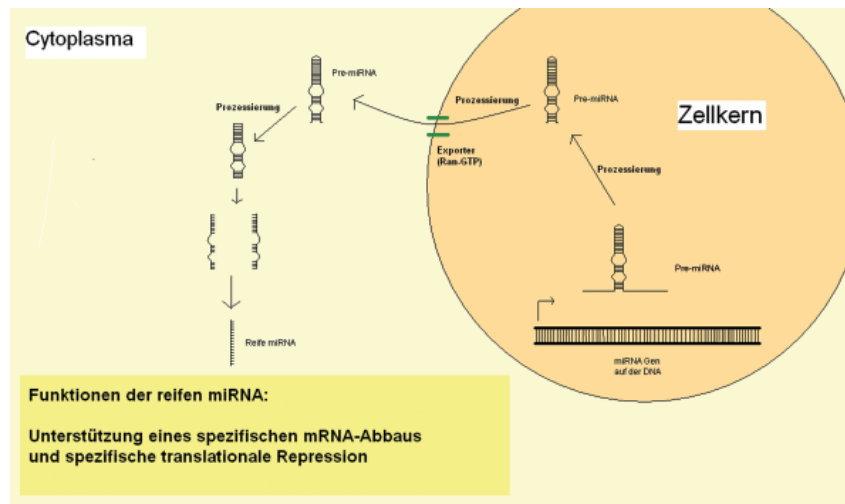 Cytoplasma
Pre-miRNA
Prozessierung
Prozessierung
Pre-miRNA
Zellkern
Exporter
(Ran-GTP)
Prozessierung
Pre-miRNA
Reife miRNA
miRNA Gen
auf der DNA
Funktionen der reifen miRNA:
Unterstützung eines spezifischen mRNA-Abbaus
und spezifische translationale Repression